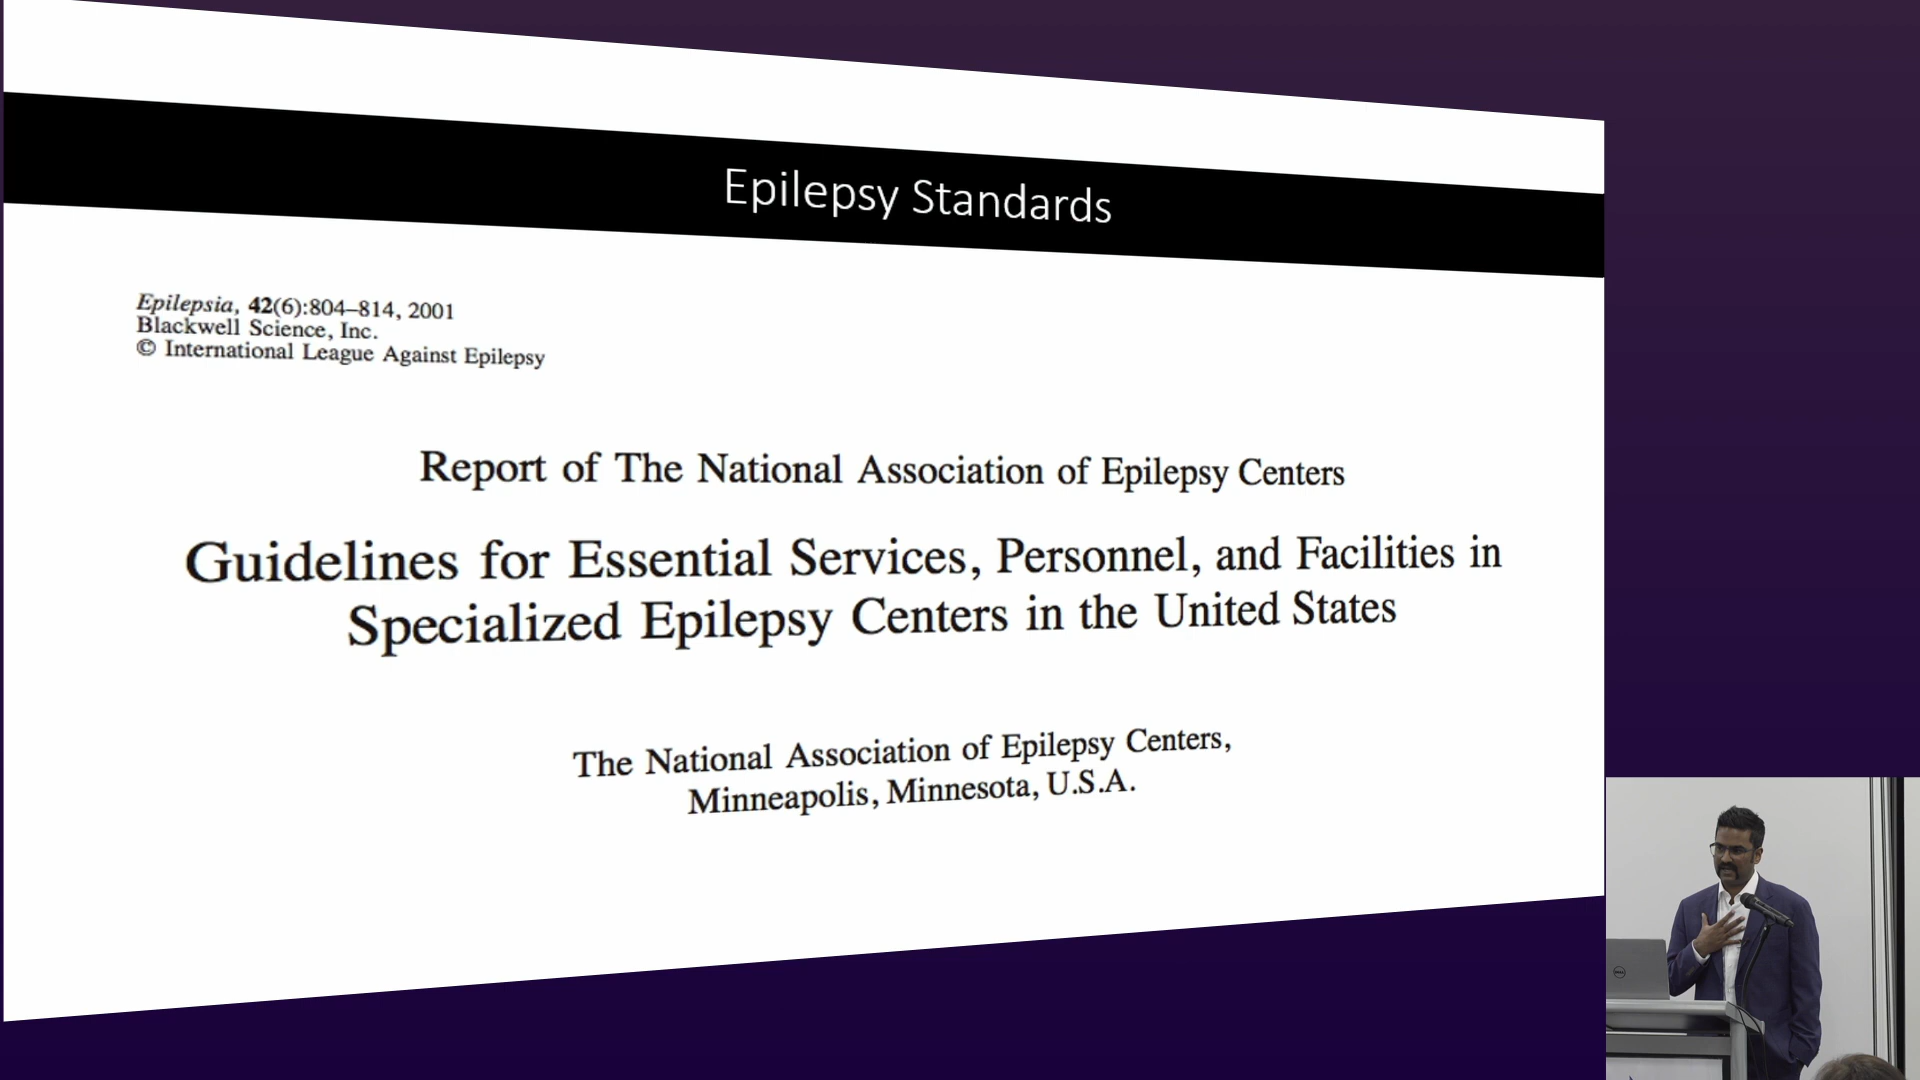 Epilepsy Standards
Epilepsia, 42(6):804–814, 2001
Blackwell Science, Inc.
© International League Against Epilepsy
Report of The National Association of Epilepsy Centers
Guidelines for Essential Services, Personnel, and Facilities in
Specialized Epilepsy Centers in the United States
The National Association of Epilepsy Centers,
Minneapolis, Minnesota, U.S.A.
DELL